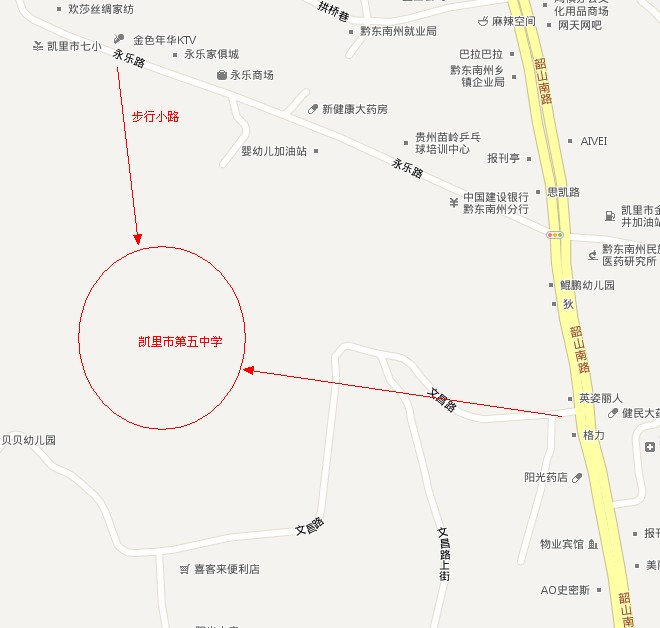 欢莎丝绸家纺
拱桥巷
化用品商场
麻辣空间
网天网吧
金色年华KTV
凯里市七小
永乐路
永乐家俱城
黔东南州就业局
巴拉巴拉
韶山南路
永乐商场
黔东南州乡
镇企业局
步行小路
新健康大药房
贵州苗岭乒乓
球培训中心
AIVEI
婴幼儿加油站
永乐路
报刊亭
中国建设银行
黔东南州分行
思凯路
凯里市金
井加油站
黔东南州民族
医药研究所
鲲鹏幼儿园
狄
凯里市第五中学
韶山南路
文昌路
英姿丽人
健民大药
贝贝幼儿园
格力
阳光药店
文昌路
文昌路上街
物业宾馆
报刊
喜客来便利店
美
AO史密斯
韶山南